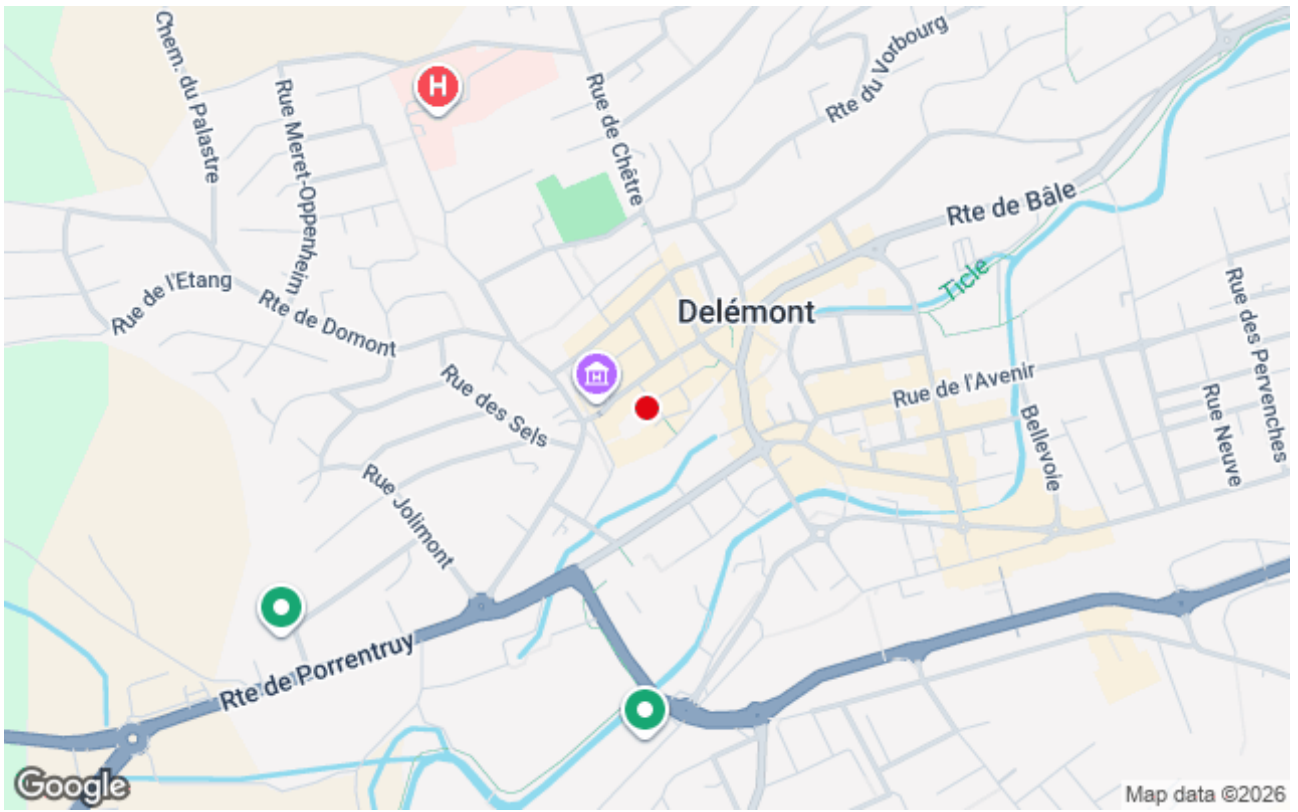 Chem. du Palastre
Rue Meret-Oppenheim
H
Rue de Chêtre
Rte du Vorbourg
Rte de Bâle
Ticle
Rue de l'Etang
Rte de Domont
Delémont
Rue des Pervenches
Rue de l'Avenir
Rue Neuve
Bellevoie
H
Rue des Sels
Rue Jolimont
Rte de Porrentruy
Google
Map data ©2026